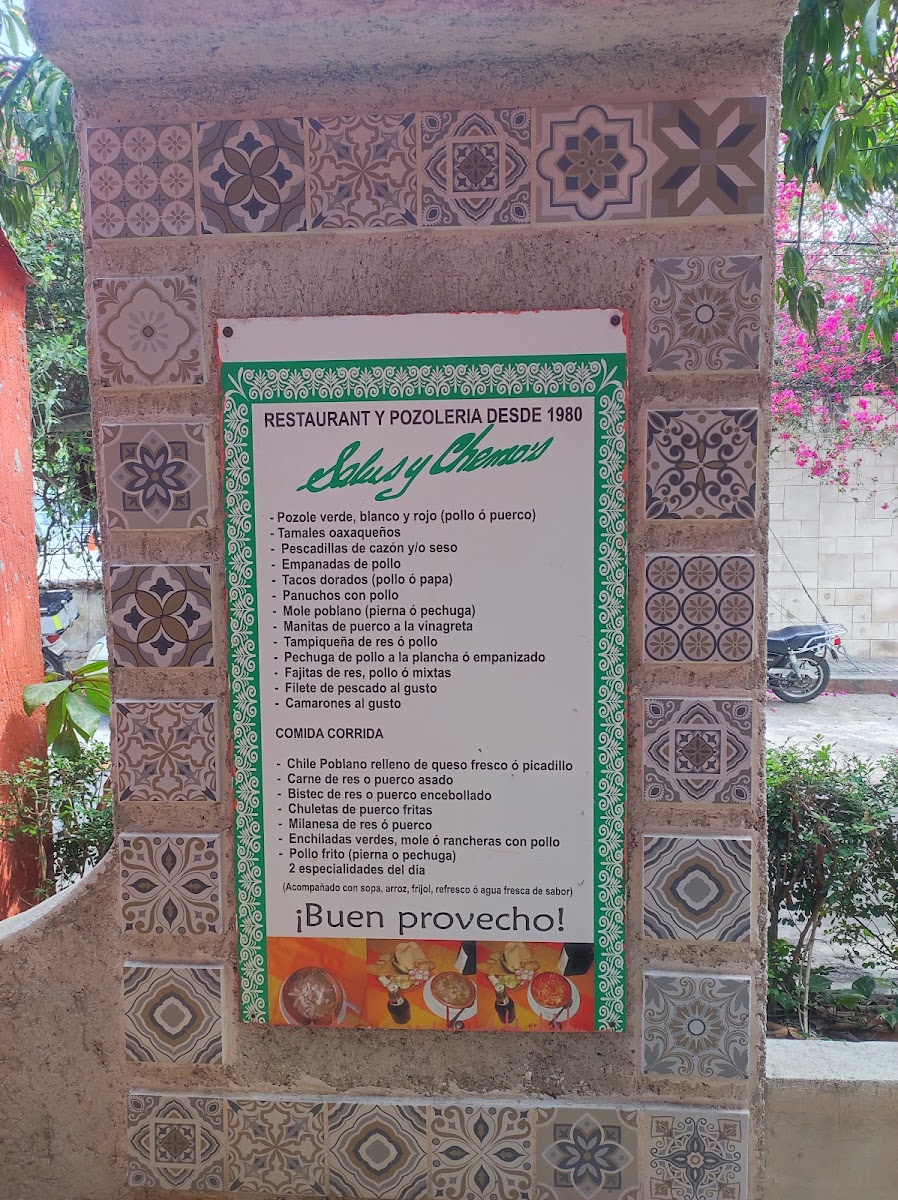 RESTAURANT Y POZOLERIA DESDE 1980
Salus y Chemo's
- Pozole verde, blanco y rojo (pollo ó puerco)
- Tamales oaxaqueños
- Pescadillas de cazón y/o seso
- Empanadas de pollo
- Tacos dorados (pollo ó papa)
- Panuchos con pollo
- Mole poblano (pierna ó pechuga)
- Manitas de puerco a la vinagreta
- Tampiqueña de res ó pollo
- Pechuga de pollo a la plancha ó empanizado
- Fajitas de res, pollo ó mixtas
- Filete de pescado al gusto
- Camarones al gusto
COMIDA CORRIDA
- Chile Poblano relleno de queso fresco ó picadillo
- Carne de res o puerco asado
- Bistec de res o puerco encebollado
- Chuletas de puerco fritas
- Milanesa de res ó puerco
- Enchiladas verdes, mole ó rancheras con pollo
- Pollo frito (pierna o pechuga)
2 especialidades del día
(Acompañado con sopa, arroz, frijol, refresco ó agua fresca de sabor)
¡Buen provecho!